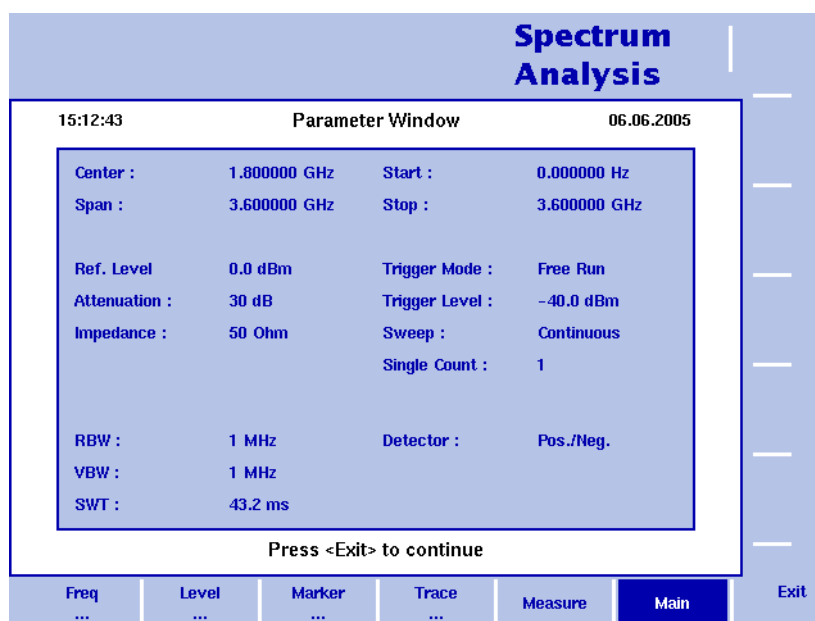 Spectrum
Analysis
15:12:43 Parameter Window 06.06.2005
Center : 1.800000 GHz Start : 0.000000 Hz
Span : 3.600000 GHz Stop : 3.600000 GHz
Ref. Level 0.0 dBm Trigger Mode : Free Run
Attenuation : 30 dB Trigger Level : -40.0 dBm
Impedance : 50 Ohm Sweep : Continuous
Single Count : 1
RBW : 1 MHz Detector : Pos./Neg.
VBW : 1 MHz
SWT : 43.2 ms
Press <Exit> to continue
Freq ... Level ... Marker ... Trace ... Measure Main Exit